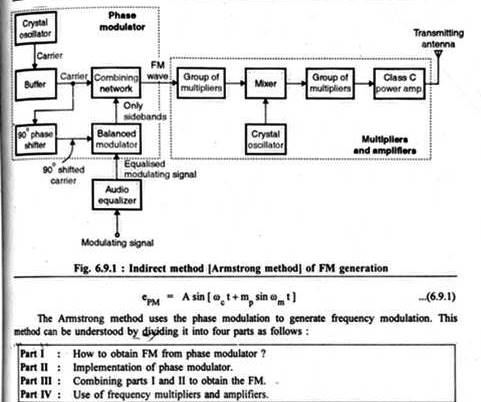 Crystal
oscillator
Phase
modulator
Carrier
Buffer
Carrier
Combining
network
FM
wave
Group of
multipliers
Mixer
Group of
multipliers
Class C
power amp.
Transmitting
antenna
Only
sidebands
90° phase
shifter
Balanced
modulator
Crystal
oscillator
Multipliers
and amplifiers
90° shifted
carrier
Equalised
modulating signal
Audio
equalizer
Modulating signal
Fig. 6.9.1 : Indirect method [Armstrong method] of FM generation
e_PM = A sin [ ω_c t + m_p sin ω_m t ] ...(6.9.1)
The Armstrong method uses the phase modulation to generate frequency modulation. This
method can be understood by dividing it into four parts as follows :
Part I : How to obtain FM from phase modulator ?
Part II : Implementation of phase modulator.
Part III : Combining parts I and II to obtain the FM.
Part IV : Use of frequency multipliers and amplifiers.